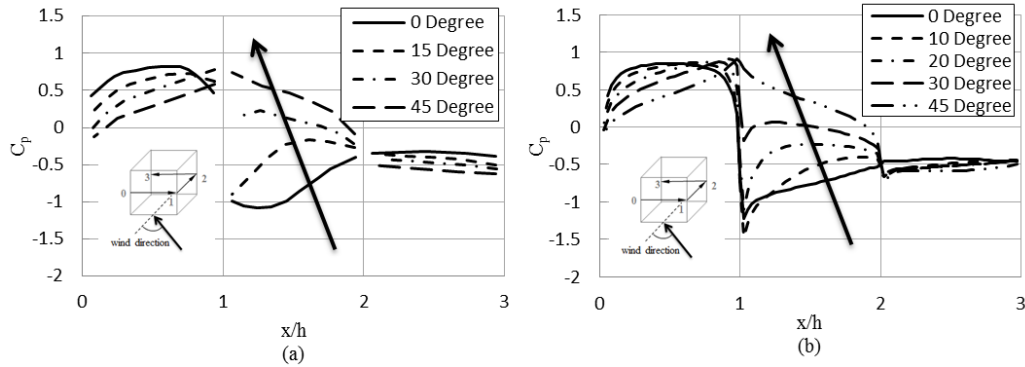 1.5
1
0.5
0
-0.5
-1
-1.5
-2
Cp
0 Degree
15 Degree
30 Degree
45 Degree
3
2
0
1
wind direction
0
1
2
3
x/h
(a)
1.5
1
0.5
0
-0.5
-1
-1.5
-2
Cp
0 Degree
10 Degree
20 Degree
30 Degree
45 Degree
3
2
0
1
wind direction
0
1
2
3
x/h
(b)